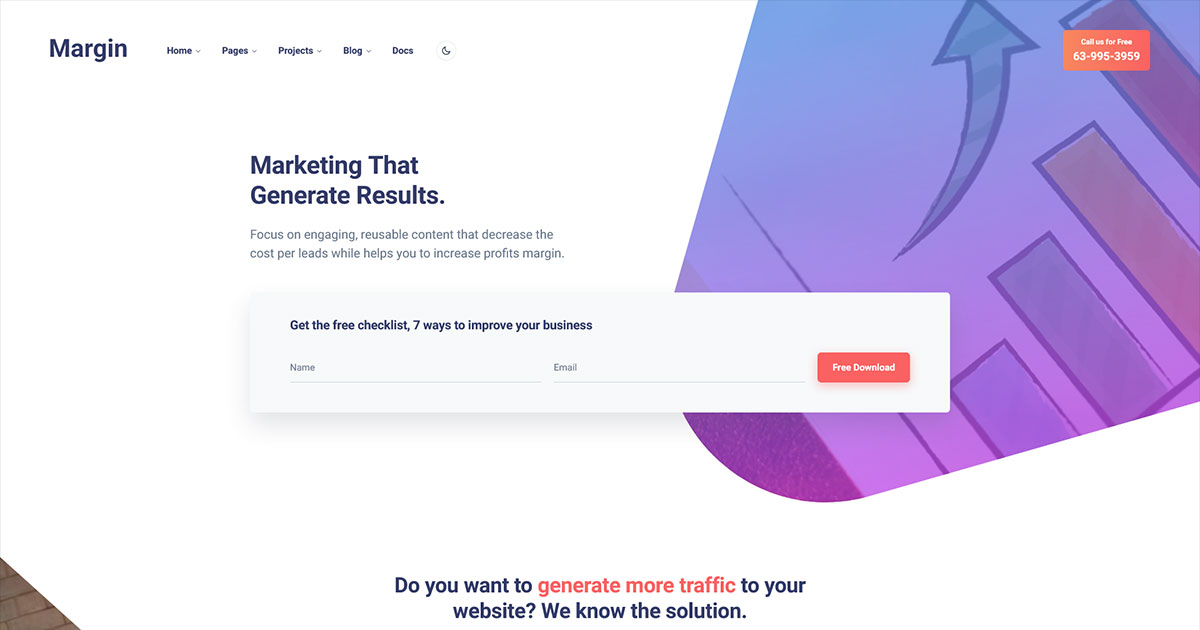 Margin
Home
Pages
Projects
Blog
Docs
Call us for Free
63-995-3959
Marketing That
Generate Results.
Focus on engaging, reusable content that decrease the
cost per leads while helps you to increase profits margin.
Get the free checklist, 7 ways to improve your business
Name
Email
Free Download
Do you want to generate more traffic to your
website? We know the solution.